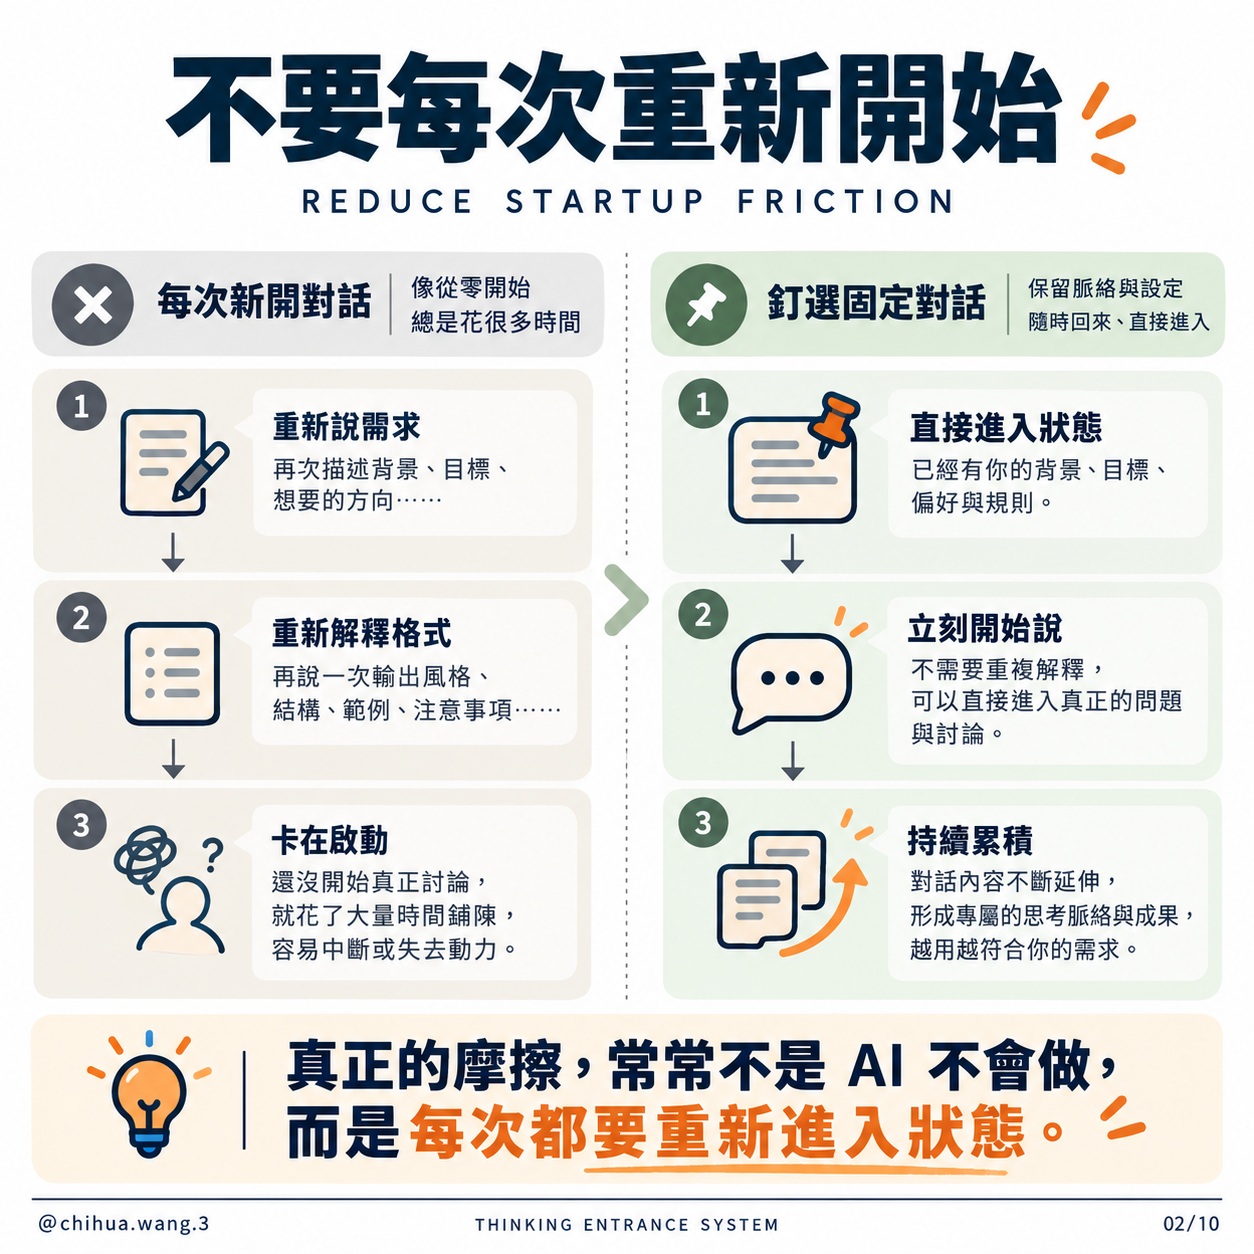 不要每次重新開始
REDUCE STARTUP FRICTION
每次新開對話
像從零開始
總是花很多時間
1
重新說需求
再次描述背景、目標、
想要的方向⋯⋯
2
重新解釋格式
再說一次輸出風格、
結構、範例、注意事項⋯⋯
3
?
卡在啟動
還沒開始真正討論，
就花了大量時間鋪陳，
容易中斷或失去動力。
釘選固定對話
保留脈絡與設定
隨時回來、直接進入
1
直接進入狀態
已經有你的背景、目標、
偏好與規則。
2
立刻開始說
不需要重複解釋，
可以直接進入真正的問題
與討論。
3
持續累積
對話內容不斷延伸，
形成專屬的思考脈絡與成果，
越用越符合你的需求。
真正的摩擦，常常不是 AI 不會做，
而是每次都要重新進入狀態。
@chihua.wang.3
THINKING ENTRANCE SYSTEM
02/10